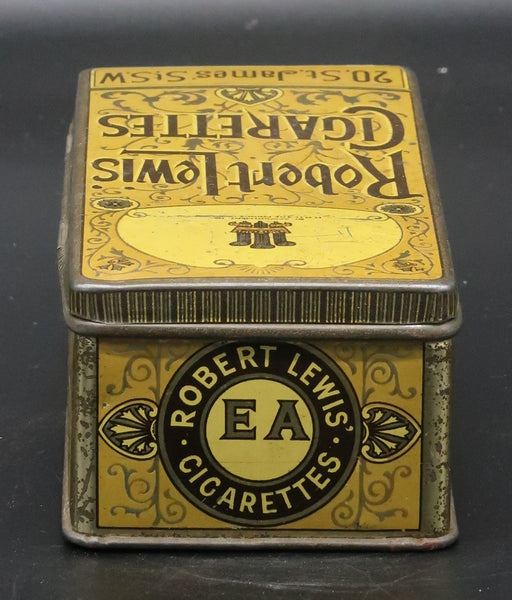 20. St. James. St S.W
CIGARETTES
Robert Lewis
ROBERT LEWIS'
EA
· CIGARETTES ·